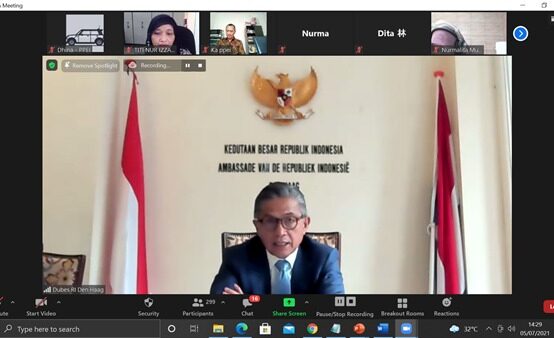 Meeting
Nurma
Dita 林
Dhina - PPEI
TITI NUR IZZA...
Ka ppei
Nurmalita Mu...
Remove Spotlight
Recording...
KEDUTAAN BESAR REPUBLIK INDONESIA
AMBASSADE VAN DE REPUBLIEK INDONESIË
Dubes RI Den Haag
Start Video
Security
Participants
299
Chat
16
Share Screen
Pause/Stop Recording
Breakout Rooms
Reactions
Type here to search
32°C
14:29
05/07/2021